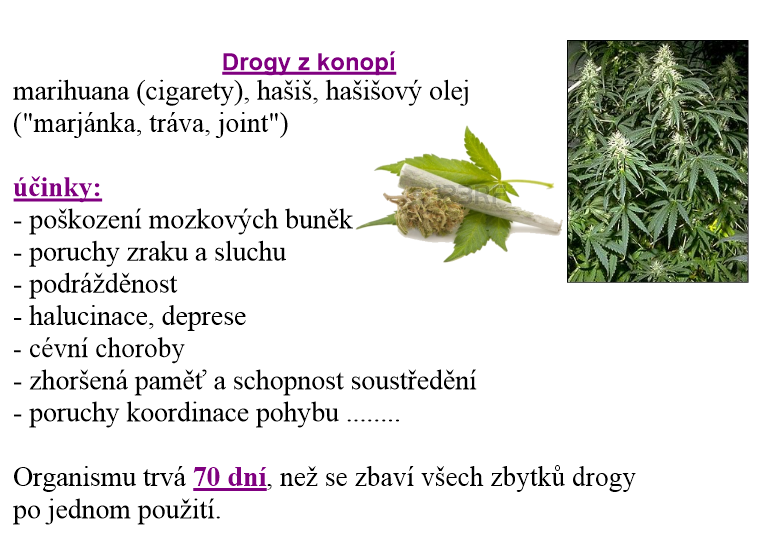 Drogy z konopí
marihuana (cigarety), hašiš, hašišový olej
("marjánka, tráva, joint")
účinky:
- poškození mozkových buněk
- poruchy zraku a sluchu
- podrážděnost
- halucinace, deprese
- cévní choroby
- zhoršená paměť a schopnost soustředění
- poruchy koordinace pohybu ........
Organismu trvá 70 dní, než se zbaví všech zbytků drogy
po jednom použití.